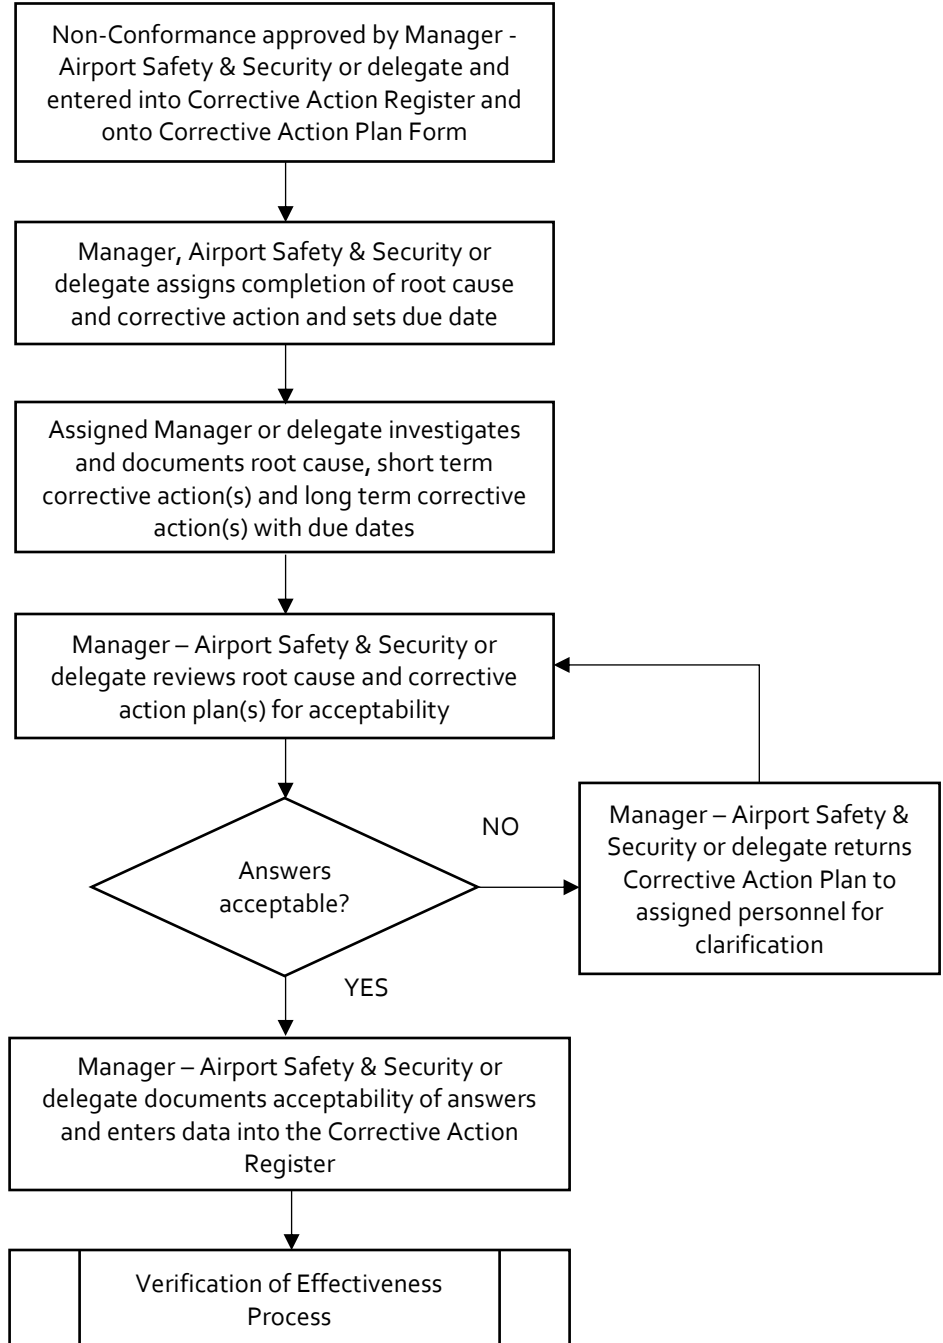 Non-Conformance approved by Manager -
Airport Safety & Security or delegate and
entered into Corrective Action Register and
onto Corrective Action Plan Form
Manager, Airport Safety & Security or
delegate assigns completion of root cause
and corrective action and sets due date
Assigned Manager or delegate investigates
and documents root cause, short term
corrective action(s) and long term corrective
action(s) with due dates
Manager – Airport Safety & Security or
delegate reviews root cause and corrective
action plan(s) for acceptability
Answers
acceptable?
NO
Manager – Airport Safety &
Security or delegate returns
Corrective Action Plan to
assigned personnel for
clarification
YES
Manager – Airport Safety & Security or
delegate documents acceptability of answers
and enters data into the Corrective Action
Register
Verification of Effectiveness
Process